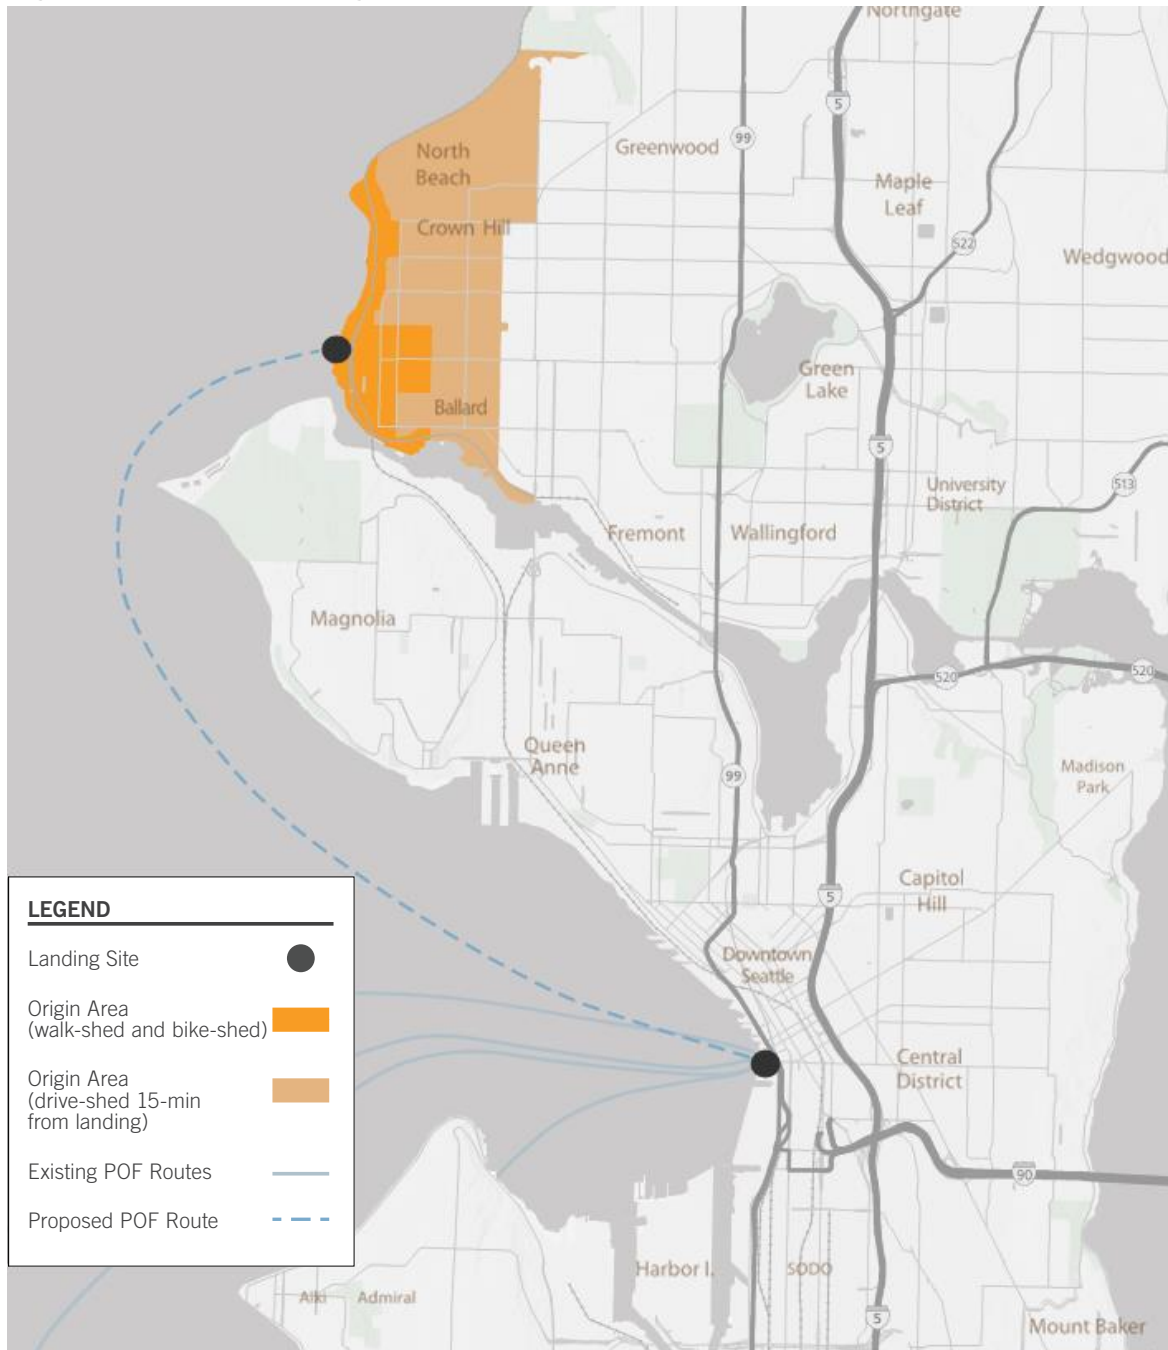 Northgate
5
99
North
Beach
Greenwood
Maple
Leaf
Crown Hill
522
Wedgwood
Green
Lake
Ballard
5
University
District
513
Fremont
Wallingford
Magnolia
520
520
Queen
Anne
99
Madison
Park
Capitol
Hill
5
Downtown
Seattle
Central
District
90
Harbor I.
SODO
Alki
Admiral
5
Mount Baker
LEGEND
Landing Site
Origin Area
(walk-shed and bike-shed)
Origin Area
(drive-shed 15-min
from landing)
Existing POF Routes
Proposed POF Route